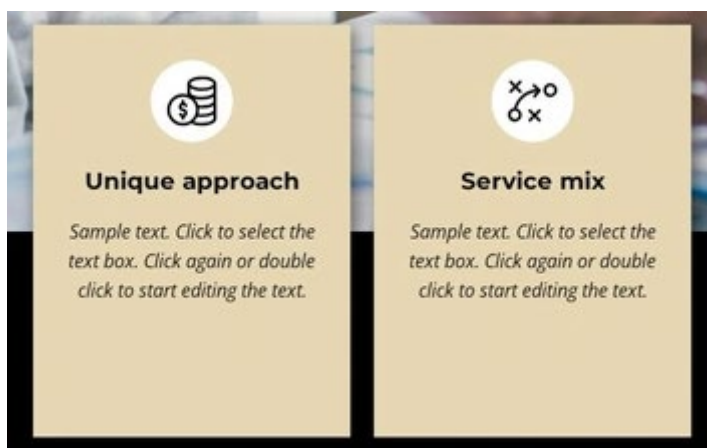 Unique approach
Sample text. Click to select the
text box. Click again or double
click to start editing the text.
Service mix
Sample text. Click to select the
text box. Click again or double
click to start editing the text.